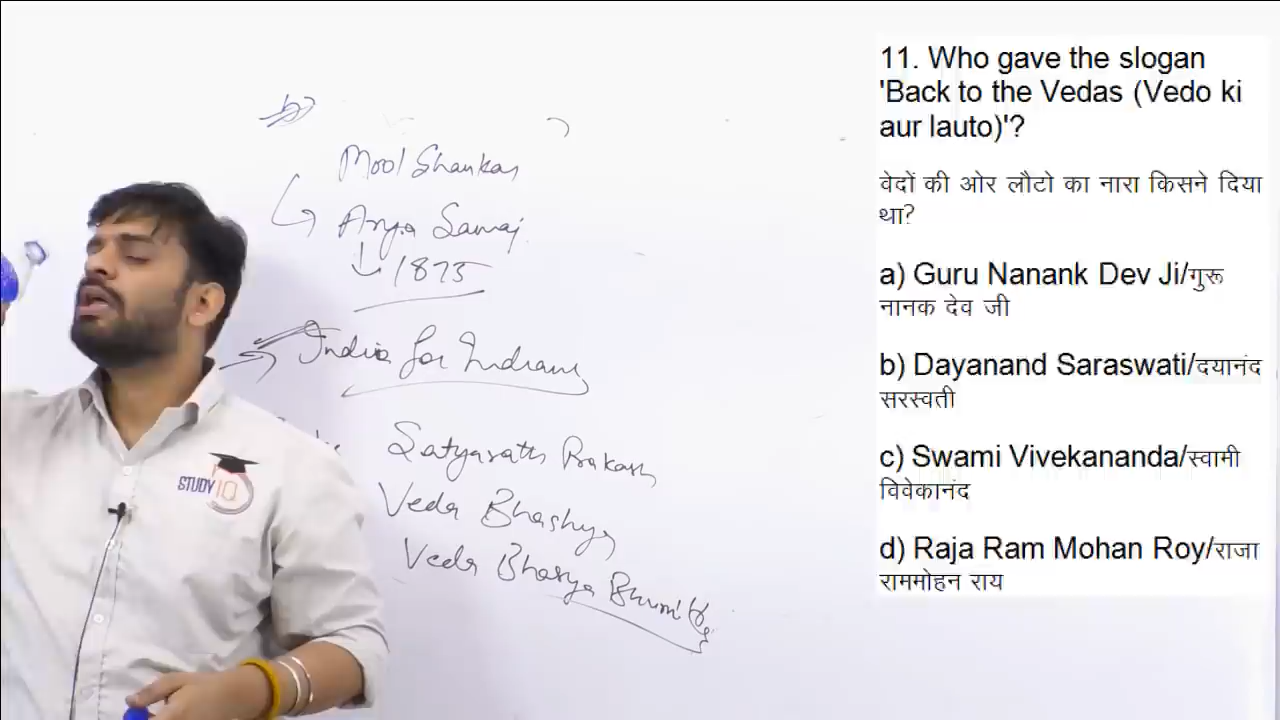 b)
Mool Shankar
Arya Samaj
1875
India for Indians
Satyarath Prakash
Veda Bhashya
Veda Bhasya Bhumika
STUDY IQ
11. Who gave the slogan
'Back to the Vedas (Vedo ki
aur lauto)'?
वेदों की ओर लौटो का नारा किसने दिया
था?
a) Guru Nanank Dev Ji/गुरू
नानक देव जी
b) Dayanand Saraswati/दयानंद
सरस्वती
c) Swami Vivekananda/स्वामी
विवेकानंद
d) Raja Ram Mohan Roy/राजा
राममोहन राय